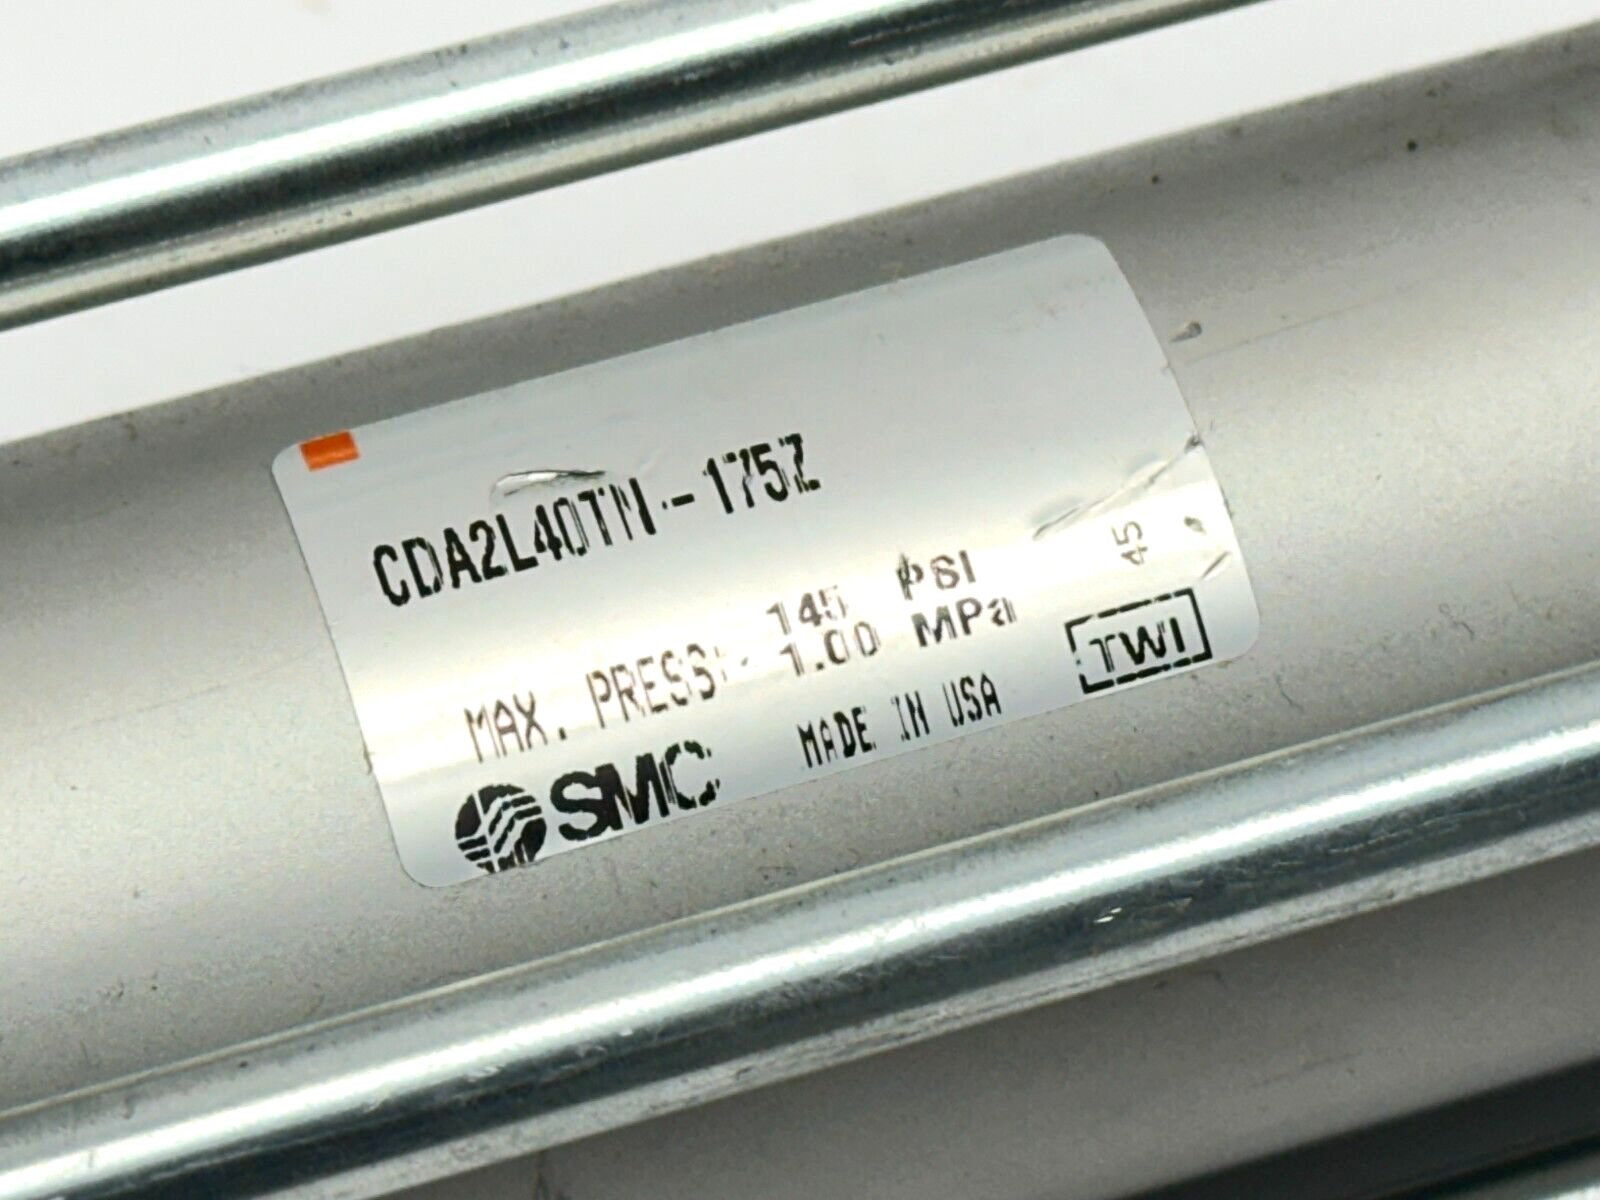 CDA2L40TN-175Z
145 PSI
MAX. PRESS: 1.00 MPa
45
SMC MADE IN USA TWI